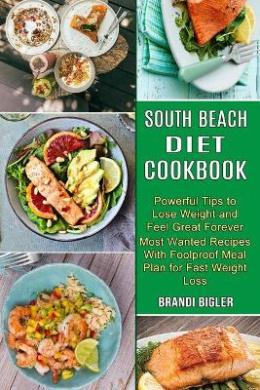 SOUTH BEACH
DIET
COOKBOOK
Powerful Tips to
Lose Weight and
Feel Great Forever
Most Wanted Recipes
With Foolproof Meal
Plan for Fast Weight
Loss
BRANDI BIGLER